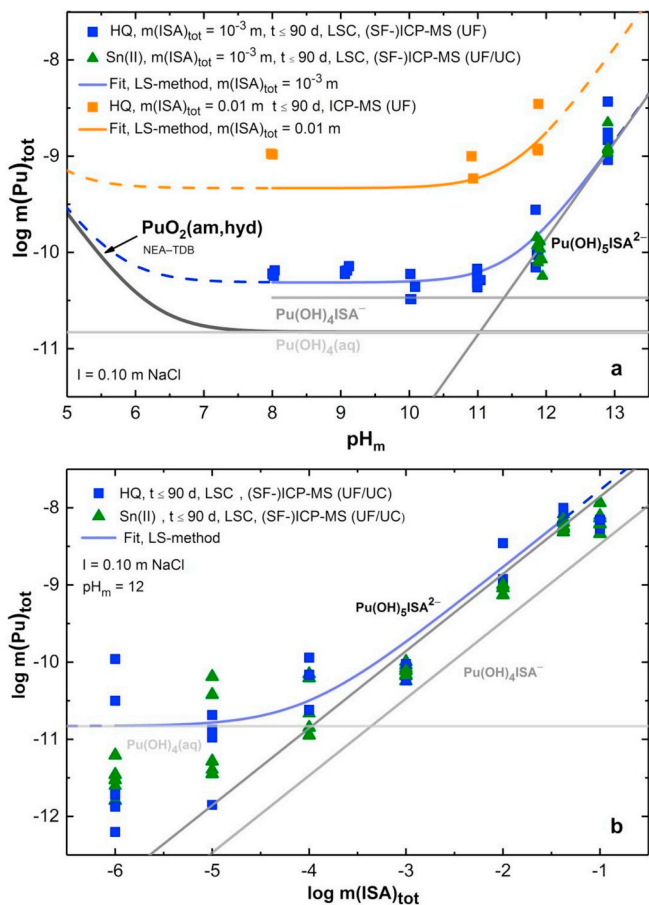 HQ, m(ISA)tot = 10⁻³ m, t ≤ 90 d, LSC, (SF-)ICP-MS (UF)
Sn(II), m(ISA)tot = 10⁻³ m, t ≤ 90 d, LSC, (SF-)ICP-MS (UF/UC)
Fit, LS-method, m(ISA)tot = 10⁻³ m
HQ, m(ISA)tot = 0.01 m t ≤ 90 d, ICP-MS (UF)
Fit, LS-method, m(ISA)tot = 0.01 m
-8
-9
-10
-11
log m(Pu)tot
PuO₂(am,hyd)
NEA–TDB
Pu(OH)₅ISA²⁻
Pu(OH)₄ISA⁻
Pu(OH)₄(aq)
I = 0.10 m NaCl
a
5 6 7 8 9 10 11 12 13
pHm
HQ, t ≤ 90 d, LSC , (SF-)ICP-MS (UF/UC)
Sn(II) , t ≤ 90 d, LSC, (SF-)ICP-MS (UF/UC)
Fit, LS-method
I = 0.10 m NaCl
pHm = 12
-8
-9
-10
-11
-12
log m(Pu)tot
Pu(OH)₅ISA²⁻
Pu(OH)₄ISA⁻
Pu(OH)₄(aq)
b
-6 -5 -4 -3 -2 -1
log m(ISA)tot